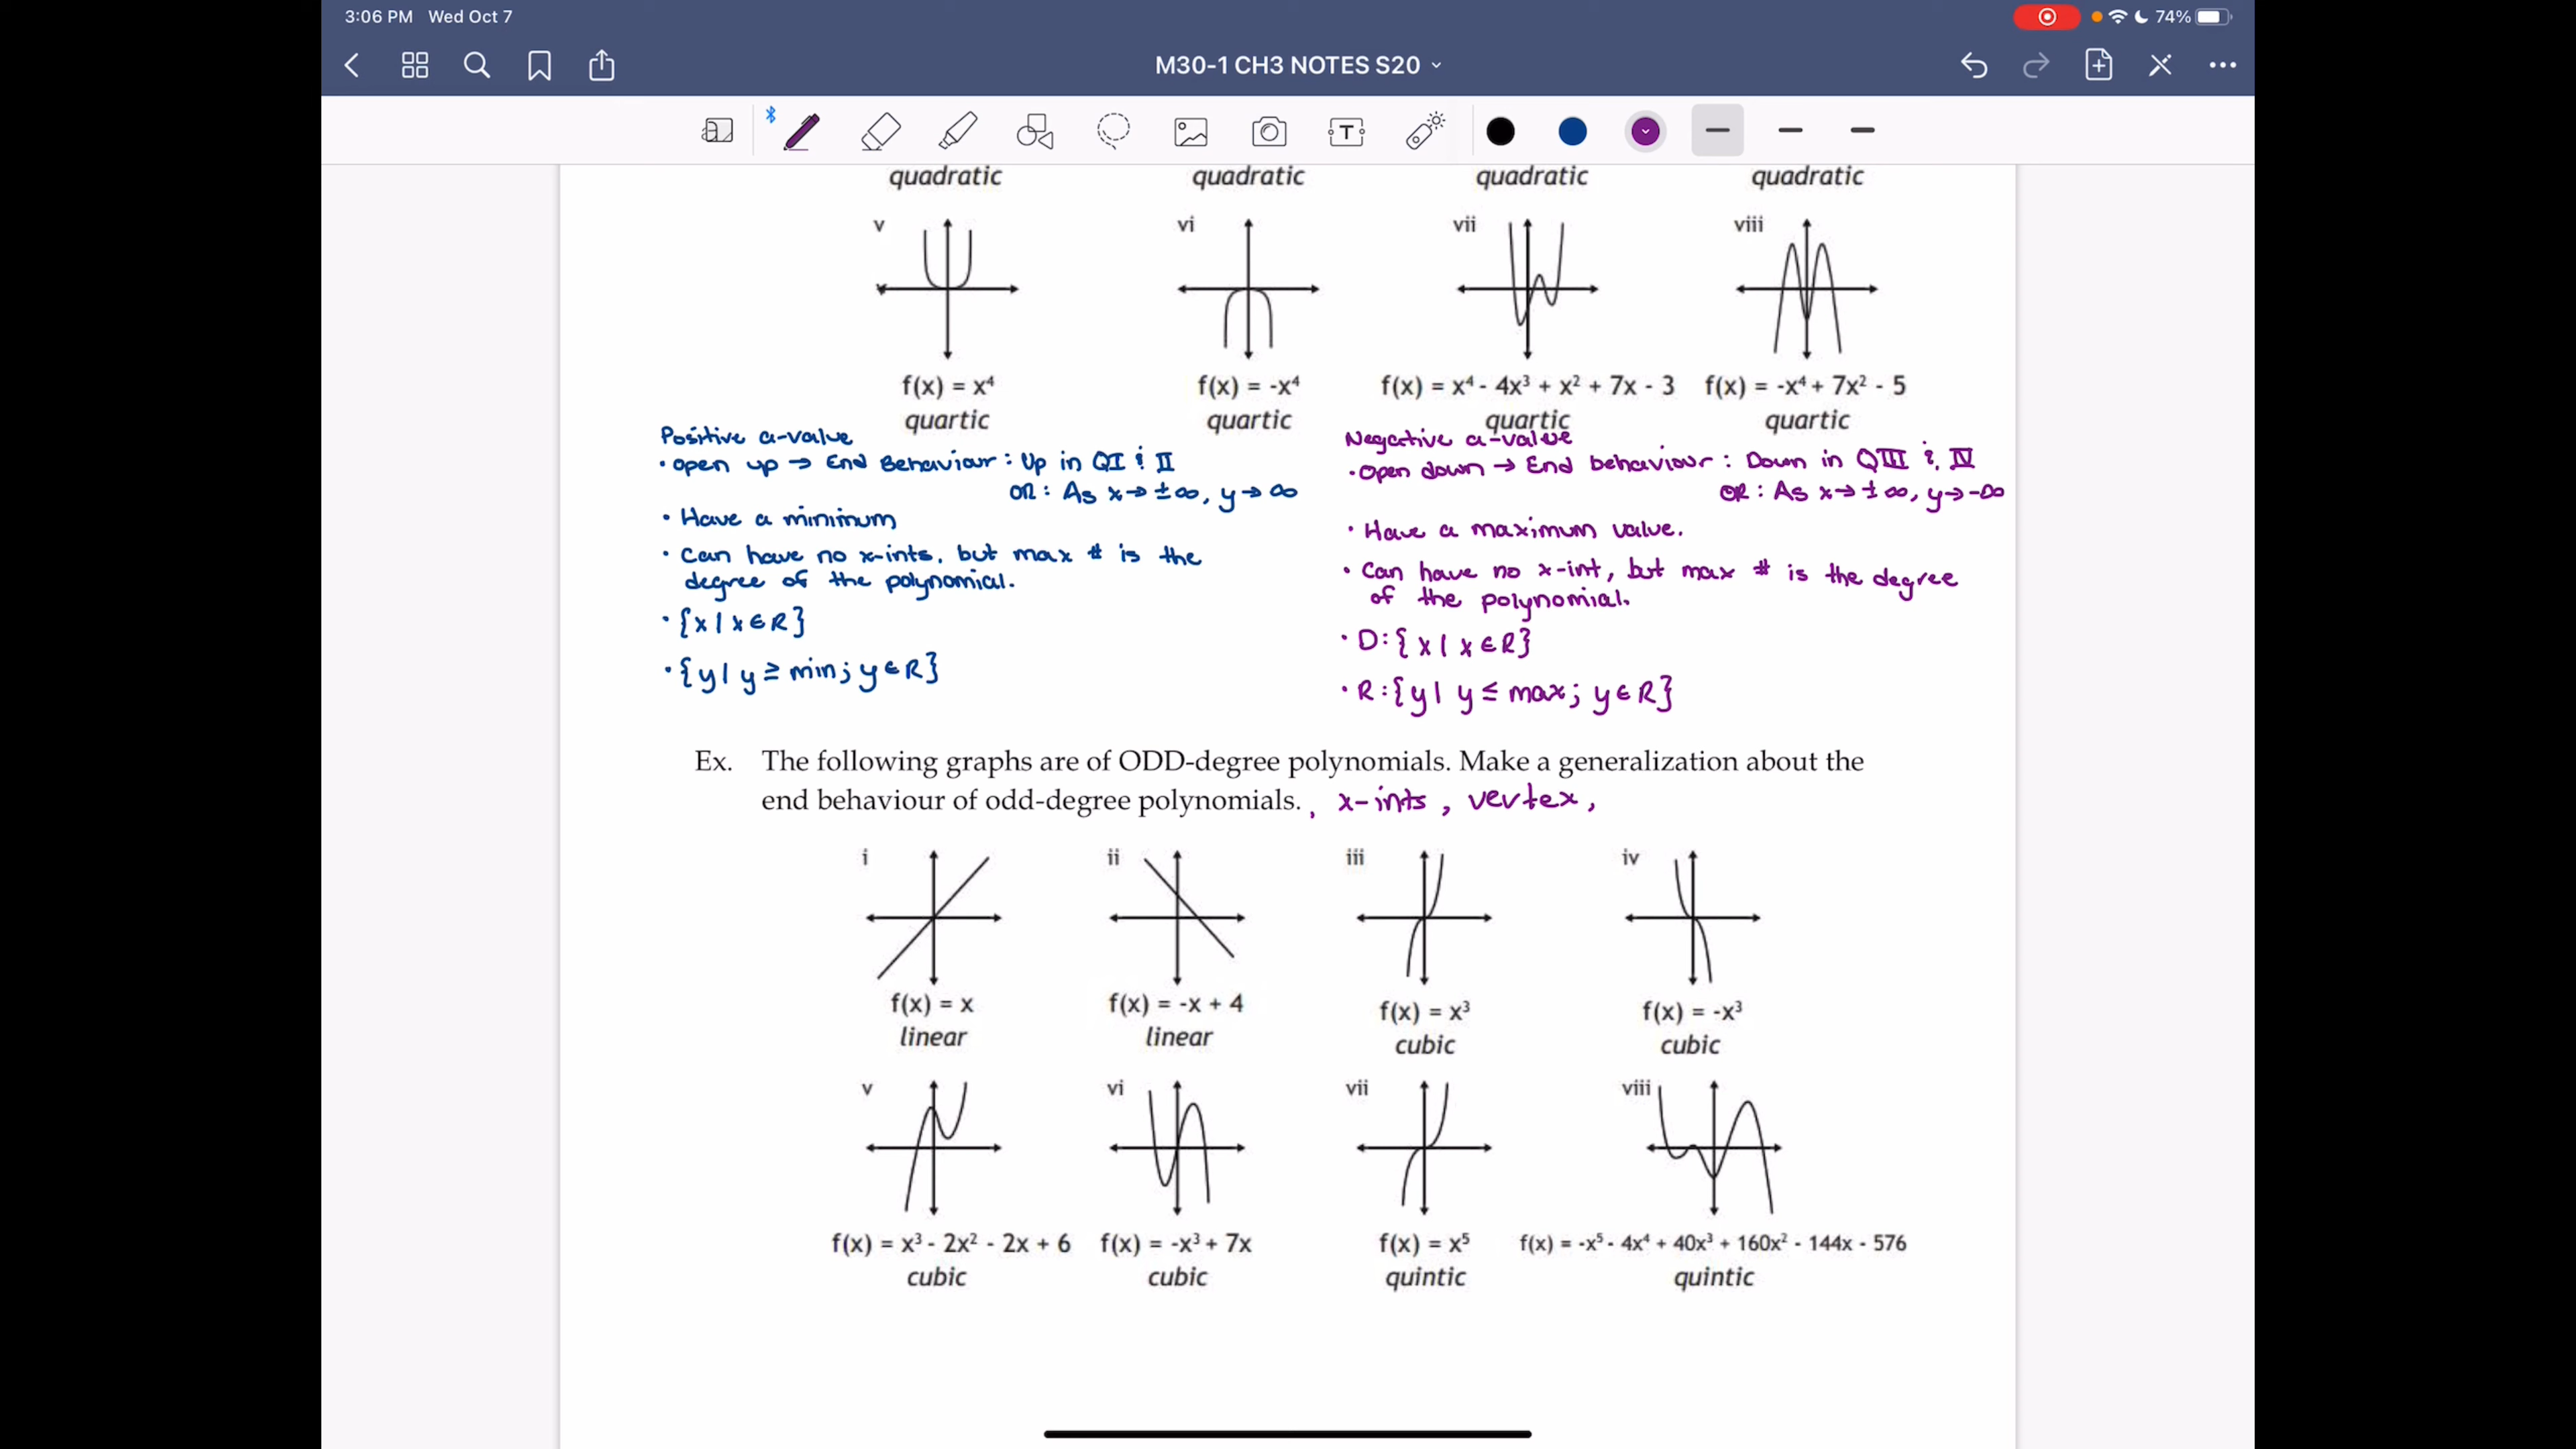 3:06 PM Wed Oct 7
74%
M30-1 CH3 NOTES S20
T
quadratic quadratic quadratic quadratic
v vi vii viii
f(x) = x⁴ f(x) = -x⁴ f(x) = x⁴ - 4x³ + x² + 7x - 3 f(x) = -x⁴ + 7x² - 5
quartic quartic quartic quartic
Positive a-value
• open up → End Behaviour: Up in QI & II
OR: As x→ ±∞, y→ ∞
• Have a minimum
• Can have no x-ints, but max # is the
degree of the polynomial.
• {x | x ∈ R}
• {y | y ≥ min; y ∈ R}
Negative a-value
• Open down → End behaviour: Down in QIII & IV
OR: As x→ ±∞, y→ -∞
• Have a maximum value.
• Can have no x-int, but max # is the degree
of the polynomial.
• D: {x | x ∈ R}
• R: {y | y ≤ max; y ∈ R}
Ex. The following graphs are of ODD-degree polynomials. Make a generalization about the
end behaviour of odd-degree polynomials. , x-ints, vertex,
i ii iii iv
f(x) = x f(x) = -x + 4 f(x) = x³ f(x) = -x³
linear linear cubic cubic
v vi vii viii
f(x) = x³ - 2x² - 2x + 6 f(x) = -x³ + 7x f(x) = x⁵ f(x) = -x⁵ - 4x⁴ + 40x³ + 160x² - 144x - 576
cubic cubic quintic quintic